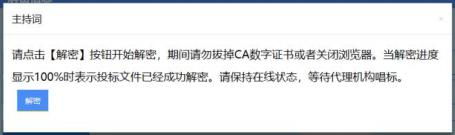 主持词
×
请点击【解密】按钮开始解密，期间请勿拔掉CA数字证书或者关闭浏览器。当解密进度
显示100%时表示投标文件已经成功解密。请保持在线状态，等待代理机构唱标。
解密